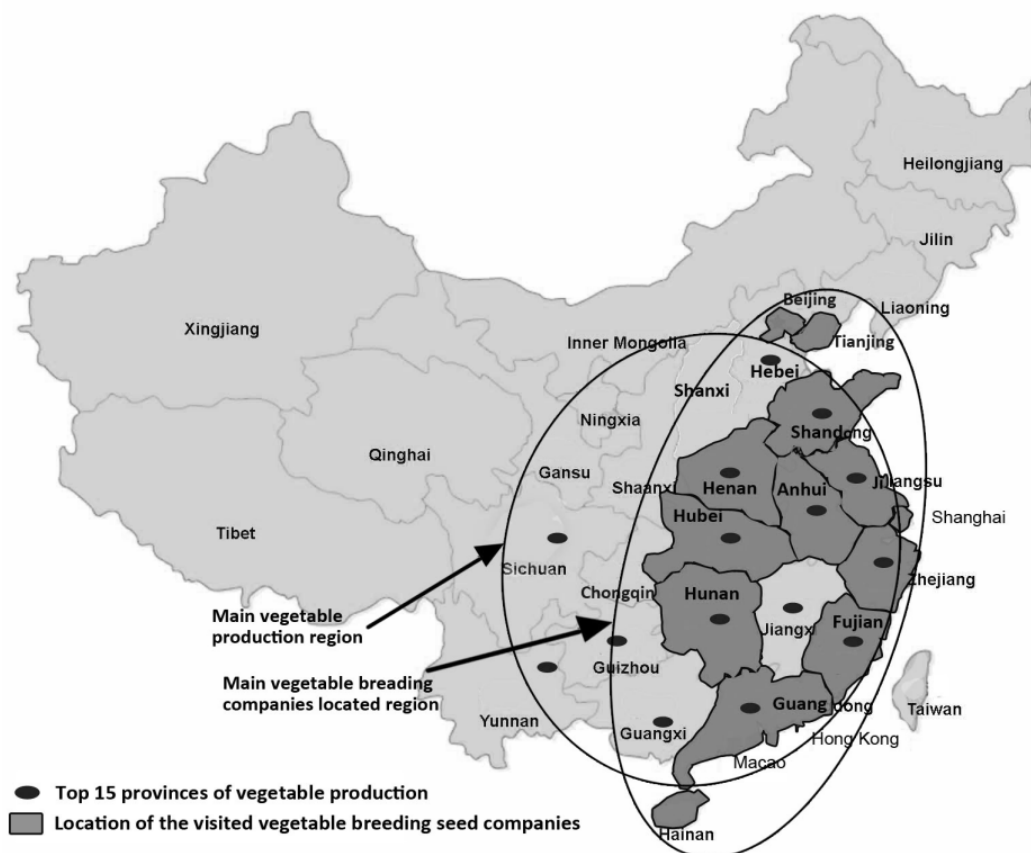 Heilongjiang
Jilin
Liaoning
Beijing
Tianjing
Xingjiang
Inner Mongolia
Hebei
Shanxi
Ningxia
Shandong
Qinghai
Gansu
Shaanxi
Henan
Anhui
Jiliangsu
Hubei
Shanghai
Tibet
Sichuan
Chongqin
Hunan
Zhejiang
Main vegetable
production region
Jiangxi
Fujian
Guizhou
Main vegetable breading
companies located region
Yunnan
Guangxi
Guangdong
Taiwan
Hong Kong
Macao
Top 15 provinces of vegetable production
Location of the visited vegetable breeding seed companies
Hainan